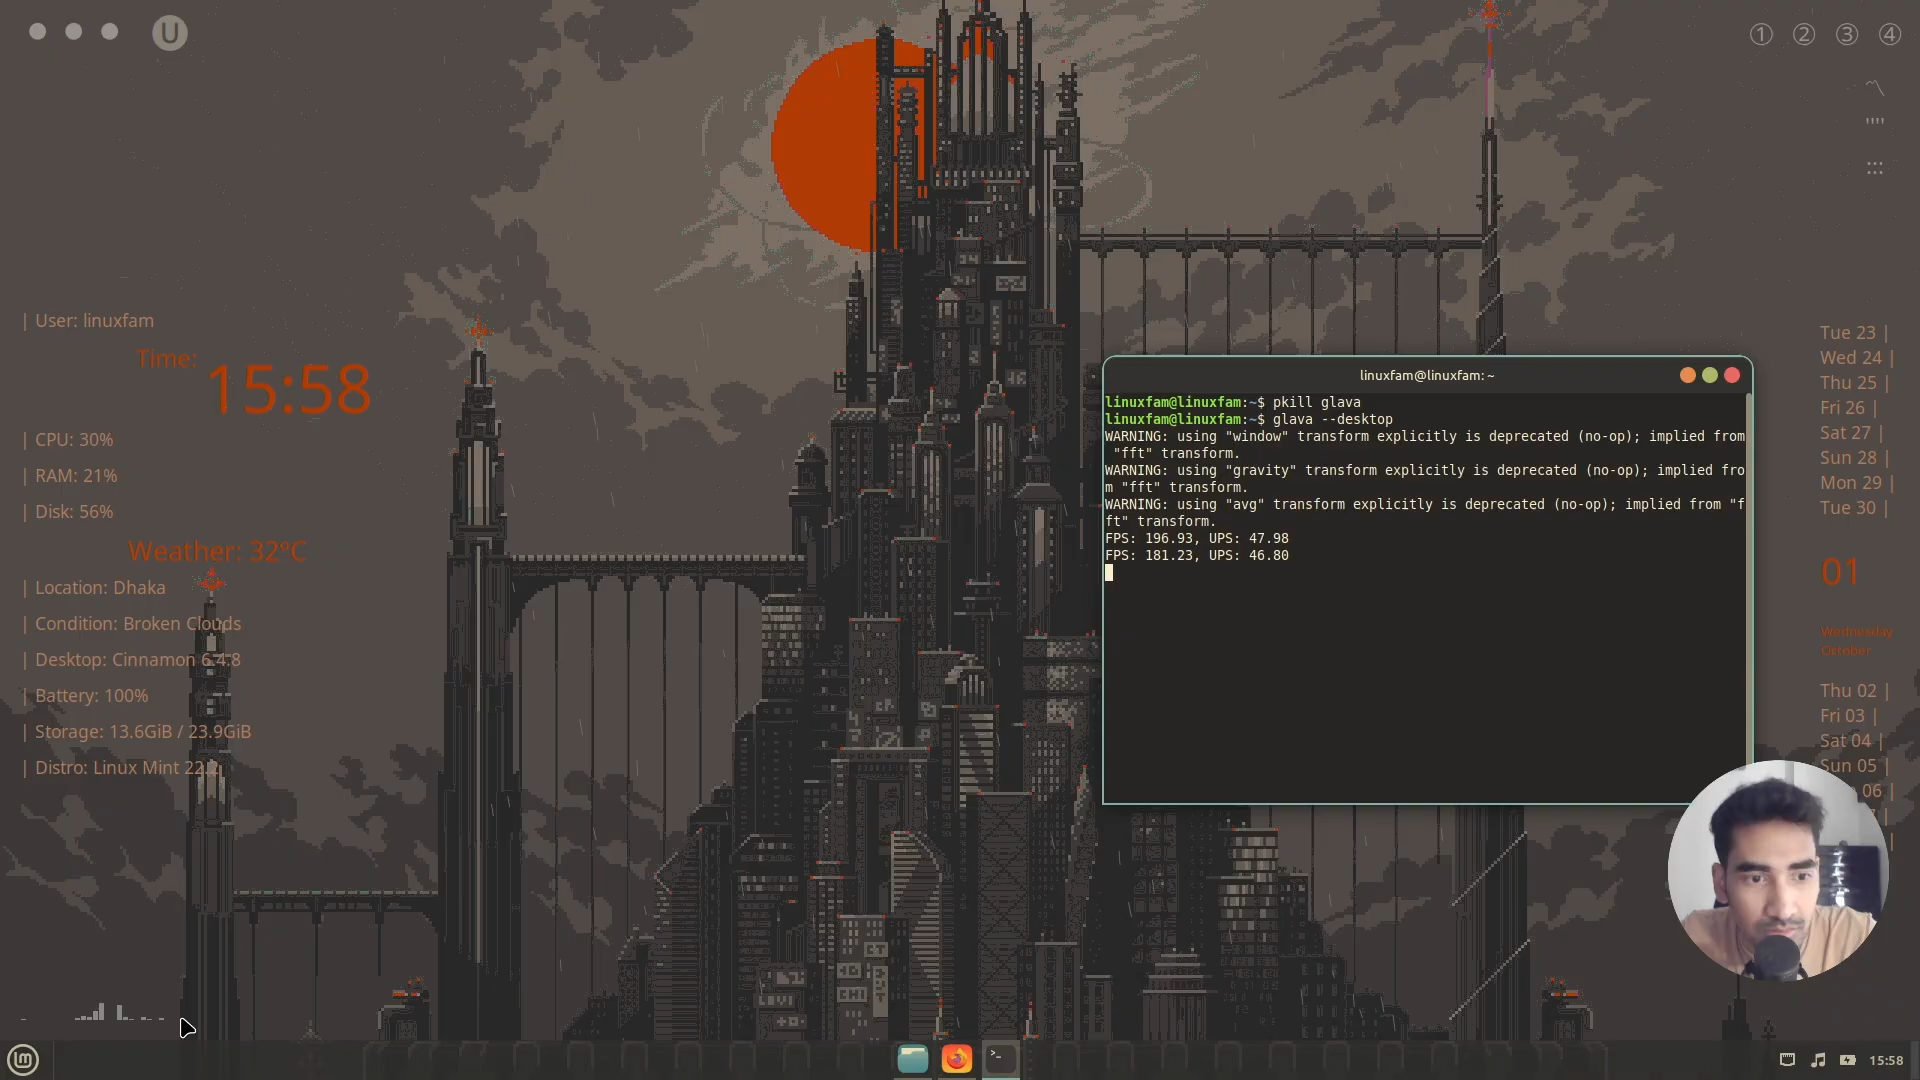 U
① ② ③ ④
| User: linuxfam
Time:
15:58
| CPU: 30%
| RAM: 21%
| Disk: 56%
Weather: 32°C
| Location: Dhaka
| Condition: Broken Clouds
| Desktop: Cinnamon 6.4.8
| Battery: 100%
| Storage: 13.6GiB / 23.9GiB
| Distro: Linux Mint 22.2
linuxfam@linuxfam: ~
linuxfam@linuxfam:~$ pkill glava
linuxfam@linuxfam:~$ glava --desktop
WARNING: using "window" transform explicitly is deprecated (no-op); implied from
 "fft" transform.
WARNING: using "gravity" transform explicitly is deprecated (no-op); implied fro
m "fft" transform.
WARNING: using "avg" transform explicitly is deprecated (no-op); implied from "f
ft" transform.
FPS: 196.93, UPS: 47.98
FPS: 181.23, UPS: 46.80
Tue 23 |
Wed 24 |
Thu 25 |
Fri 26 |
Sat 27 |
Sun 28 |
Mon 29 |
Tue 30 |
01
Wednesday
October
Thu 02 |
Fri 03 |
Sat 04 |
Sun 05 |
06 |
15:58